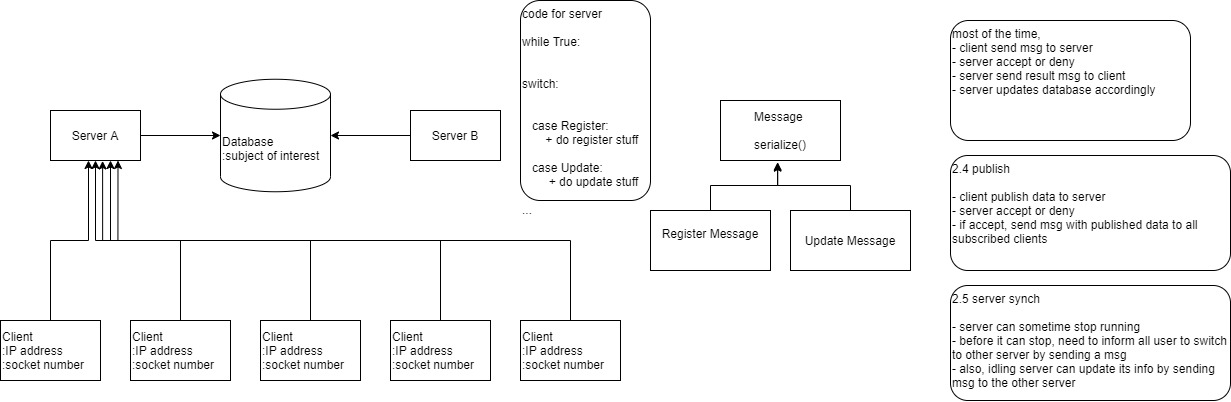 code for server
while True:
switch:
case Register:
+ do register stuff
case Update:
+ do update stuff
...
Server A
Database
:subject of interest
Server B
Message
serialize()
Register Message
Update Message
Client
:IP address
:socket number
Client
:IP address
:socket number
Client
:IP address
:socket number
Client
:IP address
:socket number
Client
:IP address
:socket number
most of the time,
- client send msg to server
- server accept or deny
- server send result msg to client
- server updates database accordingly
2.4 publish
- client publish data to server
- server accept or deny
- if accept, send msg with published data to all
subscribed clients
2.5 server synch
- server can sometime stop running
- before it can stop, need to inform all user to switch
to other server by sending a msg
- also, idling server can update its info by sending
msg to the other server